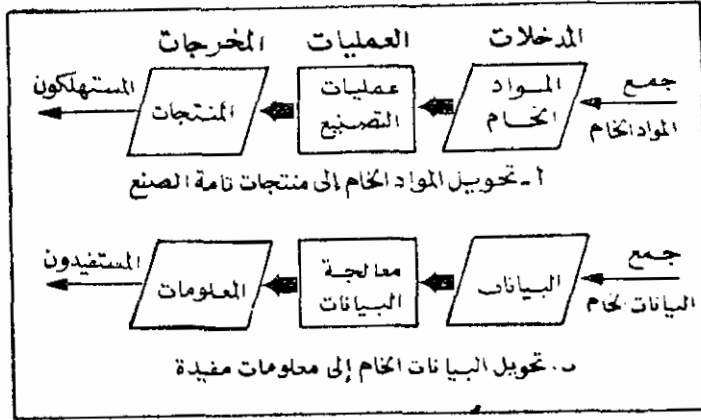 المدخلات العمليات المخرجات
جمع المواد الخام
المواد الخام
عمليات التصنيع
المنتجات
المستهلكون
أ ـ تحويل المواد الخام إلى منتجات تامة الصنع
جمع البيانات الخام
البيانات
معالجة البيانات
المعلومات
المستفيدون
ب. تحويل البيانات الخام إلى معلومات مفيدة